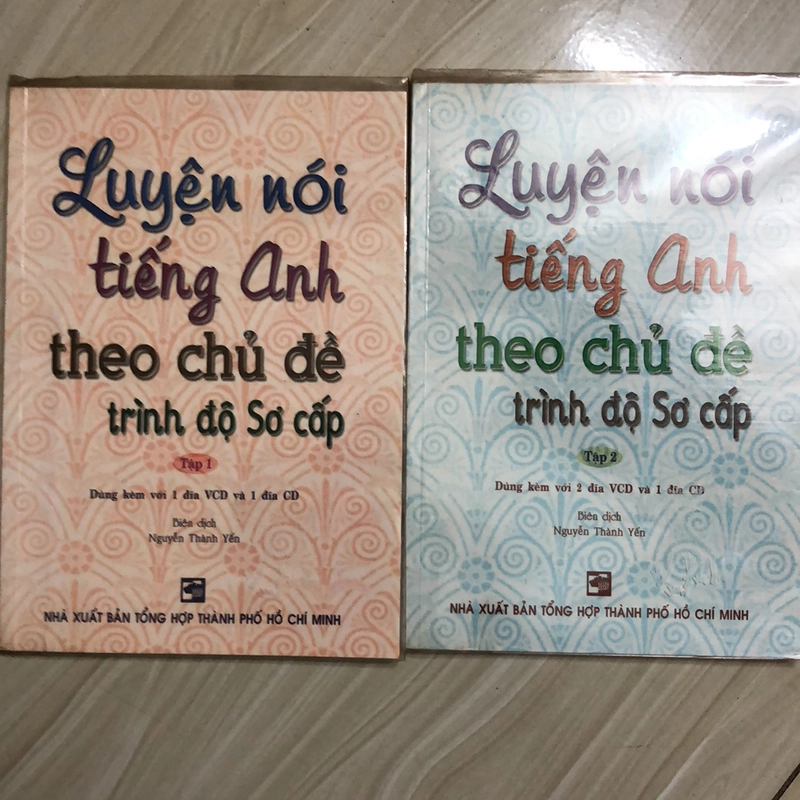 Luyện nói
tiếng Anh
theo chủ đề
trình độ Sơ cấp
Tập 1
Dùng kèm với 1 đĩa VCD và 1 đĩa CD
Biên dịch
Nguyễn Thành Yến
NHÀ XUẤT BẢN TỔNG HỢP THÀNH PHỐ HỒ CHÍ MINH
Luyện nói
tiếng Anh
theo chủ đề
trình độ Sơ cấp
Tập 2
Dùng kèm với 2 đĩa VCD và 1 đĩa CD
Biên dịch
Nguyễn Thành Yến
NHÀ XUẤT BẢN TỔNG HỢP THÀNH PHỐ HỒ CHÍ MINH